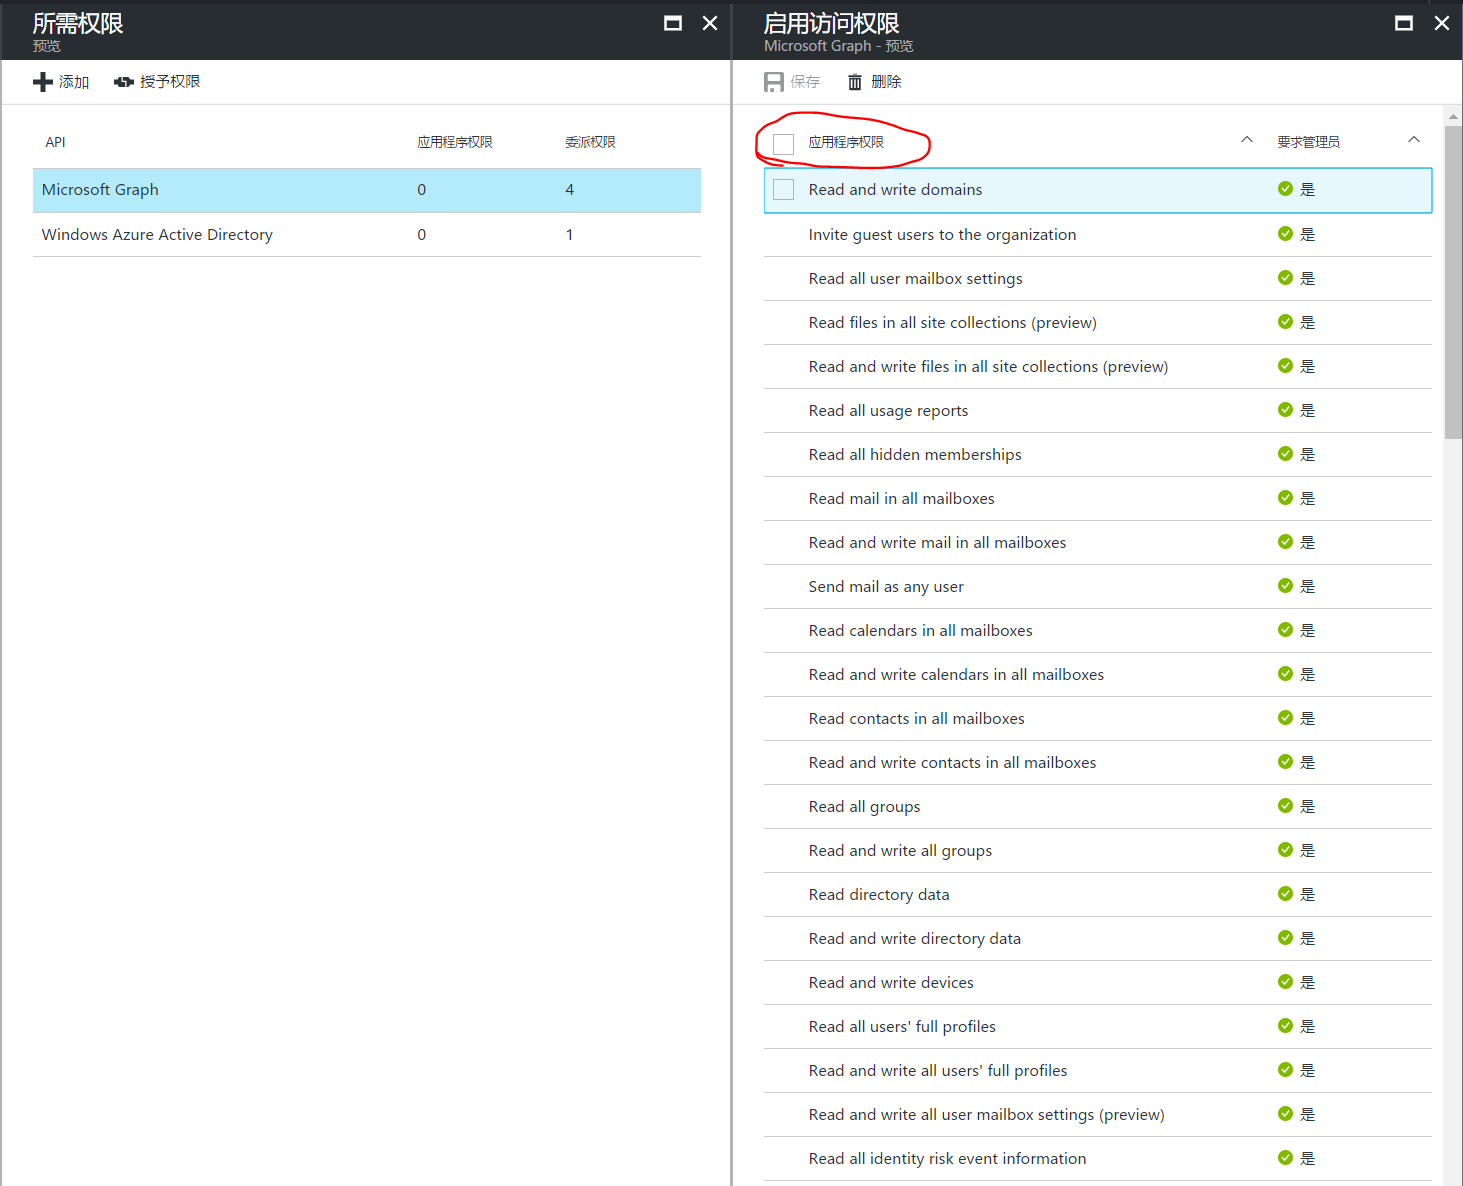 所需权限
预览
添加 授予权限
API 应用程序权限 委派权限
Microsoft Graph 0 4
Windows Azure Active Directory 0 1
启用访问权限
Microsoft Graph - 预览
保存 删除
应用程序权限 要求管理员
Read and write domains 是
Invite guest users to the organization 是
Read all user mailbox settings 是
Read files in all site collections (preview) 是
Read and write files in all site collections (preview) 是
Read all usage reports 是
Read all hidden memberships 是
Read mail in all mailboxes 是
Read and write mail in all mailboxes 是
Send mail as any user 是
Read calendars in all mailboxes 是
Read and write calendars in all mailboxes 是
Read contacts in all mailboxes 是
Read and write contacts in all mailboxes 是
Read all groups 是
Read and write all groups 是
Read directory data 是
Read and write directory data 是
Read and write devices 是
Read all users' full profiles 是
Read and write all users' full profiles 是
Read and write all user mailbox settings (preview) 是
Read all identity risk event information 是